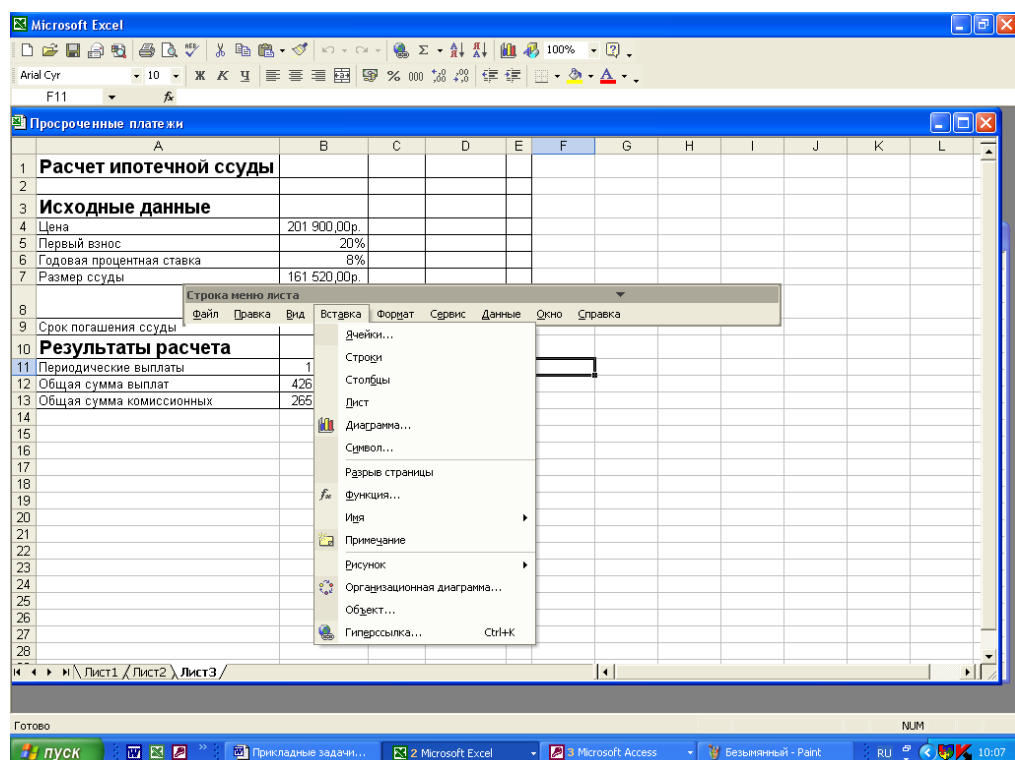 Microsoft Excel
100%
Arial Cyr 10 Ж К Ч % 000
F11 fx
Просроченные платежи
A B C D E F G H I J K L
1 Расчет ипотечной ссуды
2
3 Исходные данные
4 Цена 201 900,00р.
5 Первый взнос 20%
6 Годовая процентная ставка 8%
7 Размер ссуды 161 520,00р.
Строка меню листа
8 Файл Правка Вид Вставка Формат Сервис Данные Окно Справка
9 Срок погашения ссуды
Ячейки...
10 Результаты расчета
Строки
11 Периодические выплаты 1
12 Общая сумма выплат 426
Столбцы
13 Общая сумма комиссионных 265
Лист
14
Диаграмма...
15
16
Символ...
17
Разрыв страницы
18
19
Функция...
20
Имя
21
Примечание
22
23
Рисунок
24
Организационная диаграмма...
25
26
Объект...
27
Гиперссылка... Ctrl+K
28
Лист1 Лист2 Лист3
Готово NUM
пуск Прикладные задачи... 2 Microsoft Excel 3 Microsoft Access Безымянный - Paint RU 10:07